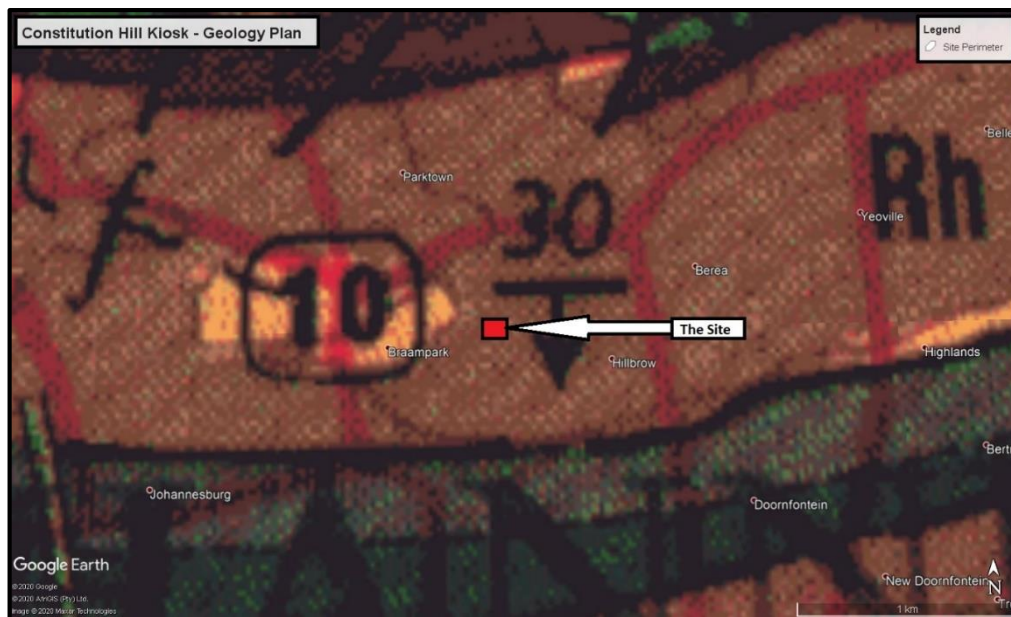 Constitution Hill Kiosk - Geology Plan
Legend
Site Perimeter
Belle
Parktown
30
Rh
Yeoville
Berea
10
The Site
Braampark
Hillbrow
Highlands
Bertr
Johannesburg
Doornfontein
Google Earth
©2020 Google
©2020 AfriGIS (Pty) Ltd.
Image ©2020 Maxar Technologies
New Doornfontein
N
Tro
1 km